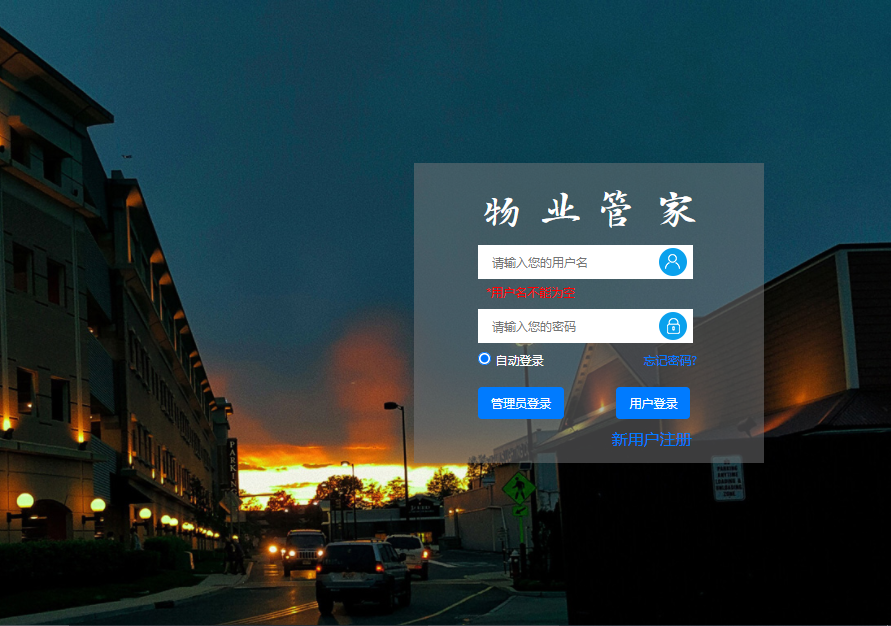 物业管家
请输入您的用户名
*用户名不能为空
请输入您的密码
自动登录
忘记密码?
管理员登录
用户登录
新用户注册
PARKING
PARKING
ANYTIME
LOADING &
UNLOADING